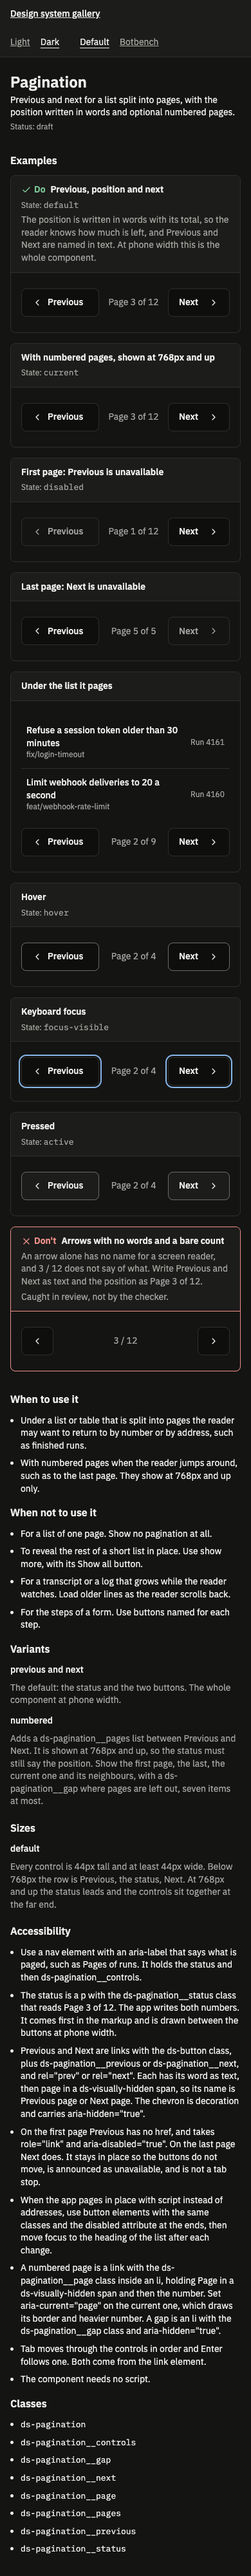 Design system gallery
Light Dark Default Botbench
Pagination
Previous and next for a list split into pages, with the
position written in words and optional numbered pages.
Status: draft
Examples
Do Previous, position and next
State: default
The position is written in words with its total, so the
reader knows how much is left, and Previous and
Next are named in text. At phone width this is the
whole component.
Previous Page 3 of 12 Next
With numbered pages, shown at 768px and up
State: current
Previous Page 3 of 12 Next
First page: Previous is unavailable
State: disabled
Previous Page 1 of 12 Next
Last page: Next is unavailable
Previous Page 5 of 5 Next
Under the list it pages
Refuse a session token older than 30
minutes
fix/login-timeout
Run 4161
Limit webhook deliveries to 20 a
second
feat/webhook-rate-limit
Run 4160
Previous Page 2 of 9 Next
Hover
State: hover
Previous Page 2 of 4 Next
Keyboard focus
State: focus-visible
Previous Page 2 of 4 Next
Pressed
State: active
Previous Page 2 of 4 Next
Don't Arrows with no words and a bare count
An arrow alone has no name for a screen reader,
and 3 / 12 does not say of what. Write Previous and
Next as text and the position as Page 3 of 12.
Caught in review, not by the checker.
3 / 12
When to use it
• Under a list or table that is split into pages the reader
may want to return to by number or by address, such
as finished runs.
• With numbered pages when the reader jumps around,
such as to the last page. They show at 768px and up
only.
When not to use it
• For a list of one page. Show no pagination at all.
• To reveal the rest of a short list in place. Use show
more, with its Show all button.
• For a transcript or a log that grows while the reader
watches. Load older lines as the reader scrolls back.
• For the steps of a form. Use buttons named for each
step.
Variants
previous and next
The default: the status and the two buttons. The whole
component at phone width.
numbered
Adds a ds-pagination__pages list between Previous and
Next. It is shown at 768px and up, so the status must
still say the position. Show the first page, the last, the
current one and its neighbours, with a ds-
pagination__gap where pages are left out, seven items
at most.
Sizes
default
Every control is 44px tall and at least 44px wide. Below
768px the row is Previous, the status, Next. At 768px
and up the status leads and the controls sit together at
the far end.
Accessibility
• Use a nav element with an aria-label that says what is
paged, such as Pages of runs. It holds the status and
then ds-pagination__controls.
• The status is a p with the ds-pagination__status class
that reads Page 3 of 12. The app writes both numbers.
It comes first in the markup and is drawn between the
buttons at phone width.
• Previous and Next are links with the ds-button class,
plus ds-pagination__previous or ds-pagination__next,
and rel="prev" or rel="next". Each has its word as text,
then page in a ds-visually-hidden span, so its name is
Previous page or Next page. The chevron is decoration
and carries aria-hidden="true".
• On the first page Previous has no href, and takes
role="link" and aria-disabled="true". On the last page
Next does. It stays in place so the buttons do not
move, is announced as unavailable, and is not a tab
stop.
• When the app pages in place with script instead of
addresses, use button elements with the same
classes and the disabled attribute at the ends, then
move focus to the heading of the list after each
change.
• A numbered page is a link with the ds-
pagination__page class inside an li, holding Page in a
ds-visually-hidden span and then the number. Set
aria-current="page" on the current one, which draws
its border and heavier number. A gap is an li with the
ds-pagination__gap class and aria-hidden="true".
• Tab moves through the controls in order and Enter
follows one. Both come from the link element.
• The component needs no script.
Classes
• ds-pagination
• ds-pagination__controls
• ds-pagination__gap
• ds-pagination__next
• ds-pagination__page
• ds-pagination__pages
• ds-pagination__previous
• ds-pagination__status